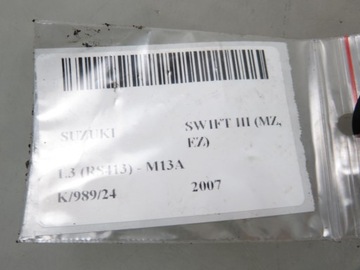 SUZUKI SWIFT III (MZ,
EZ)
1.3 (RS413) - M13A
K/989/24 2007